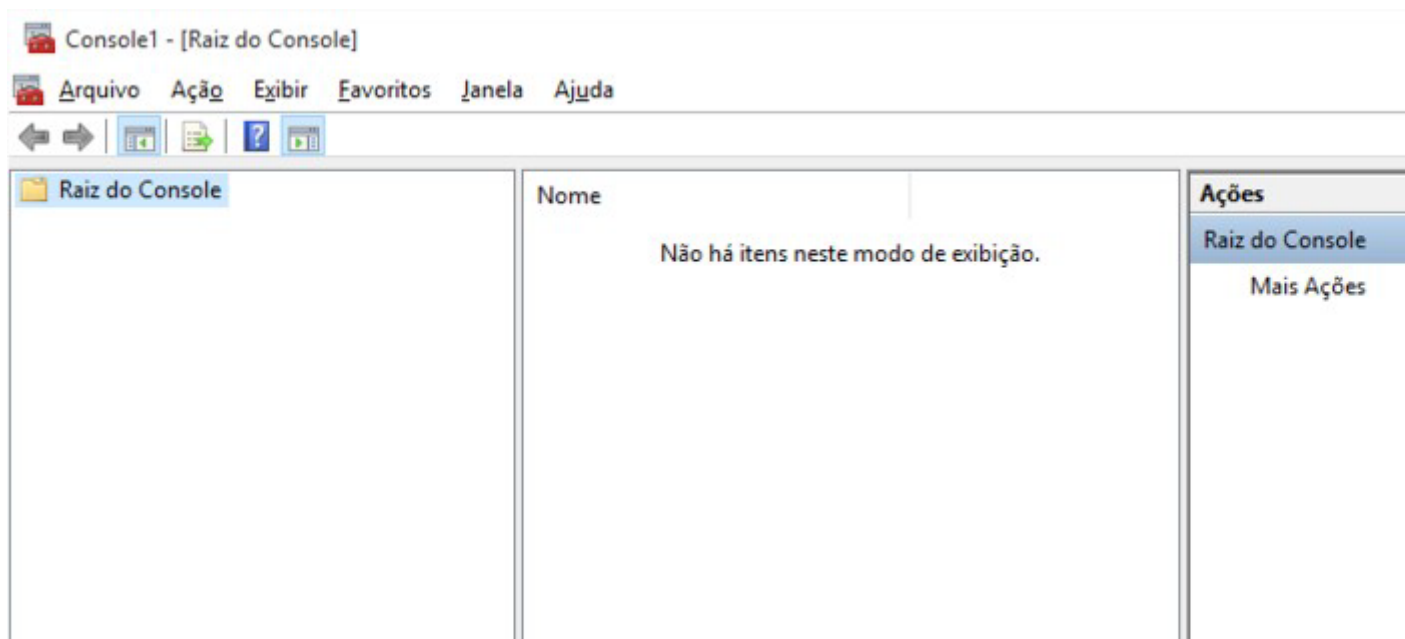 Console1 - [Raiz do Console]
Arquivo Ação Exibir Favoritos Janela Ajuda
Raiz do Console
Nome
Não há itens neste modo de exibição.
Ações
Raiz do Console
Mais Ações